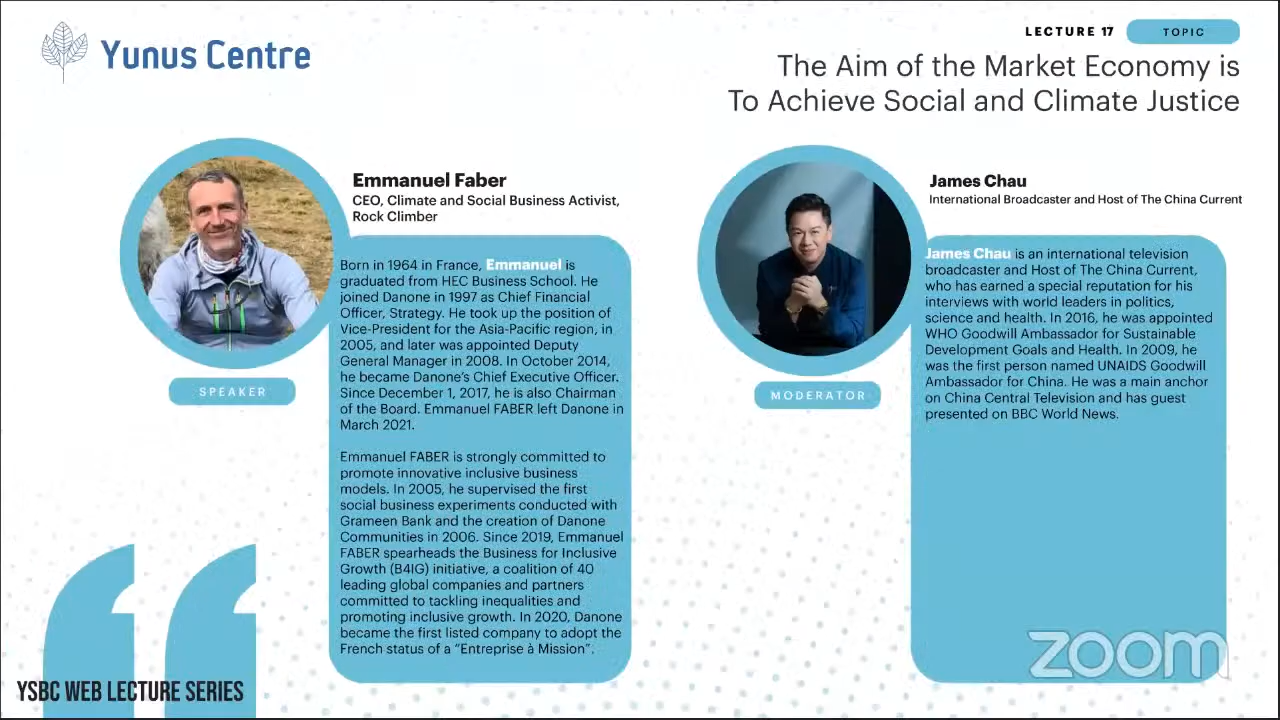 Yunus Centre
LECTURE 17
TOPIC
The Aim of the Market Economy is
To Achieve Social and Climate Justice
Emmanuel Faber
CEO, Climate and Social Business Activist,
Rock Climber
Born in 1964 in France, Emmanuel is
graduated from HEC Business School. He
joined Danone in 1997 as Chief Financial
Officer, Strategy. He took up the position of
Vice-President for the Asia-Pacific region, in
2005, and later was appointed Deputy
General Manager in 2008. In October 2014,
he became Danone's Chief Executive Officer.
Since December 1, 2017, he is also Chairman
of the Board. Emmanuel FABER left Danone in
March 2021.
Emmanuel FABER is strongly committed to
promote innovative inclusive business
models. In 2005, he supervised the first
social business experiments conducted with
Grameen Bank and the creation of Danone
Communities in 2006. Since 2019, Emmanuel
FABER spearheads the Business for Inclusive
Growth (B4IG) initiative, a coalition of 40
leading global companies and partners
committed to tackling inequalities and
promoting inclusive growth. In 2020, Danone
became the first listed company to adopt the
French status of a "Entreprise à Mission".
SPEAKER
James Chau
International Broadcaster and Host of The China Current
James Chau is an international television
broadcaster and Host of The China Current,
who has earned a special reputation for his
interviews with world leaders in politics,
science and health. In 2016, he was appointed
WHO Goodwill Ambassador for Sustainable
Development Goals and Health. In 2009, he
was the first person named UNAIDS Goodwill
Ambassador for China. He was a main anchor
on China Central Television and has guest
presented on BBC World News.
MODERATOR
YSBC WEB LECTURE SERIES
zoom